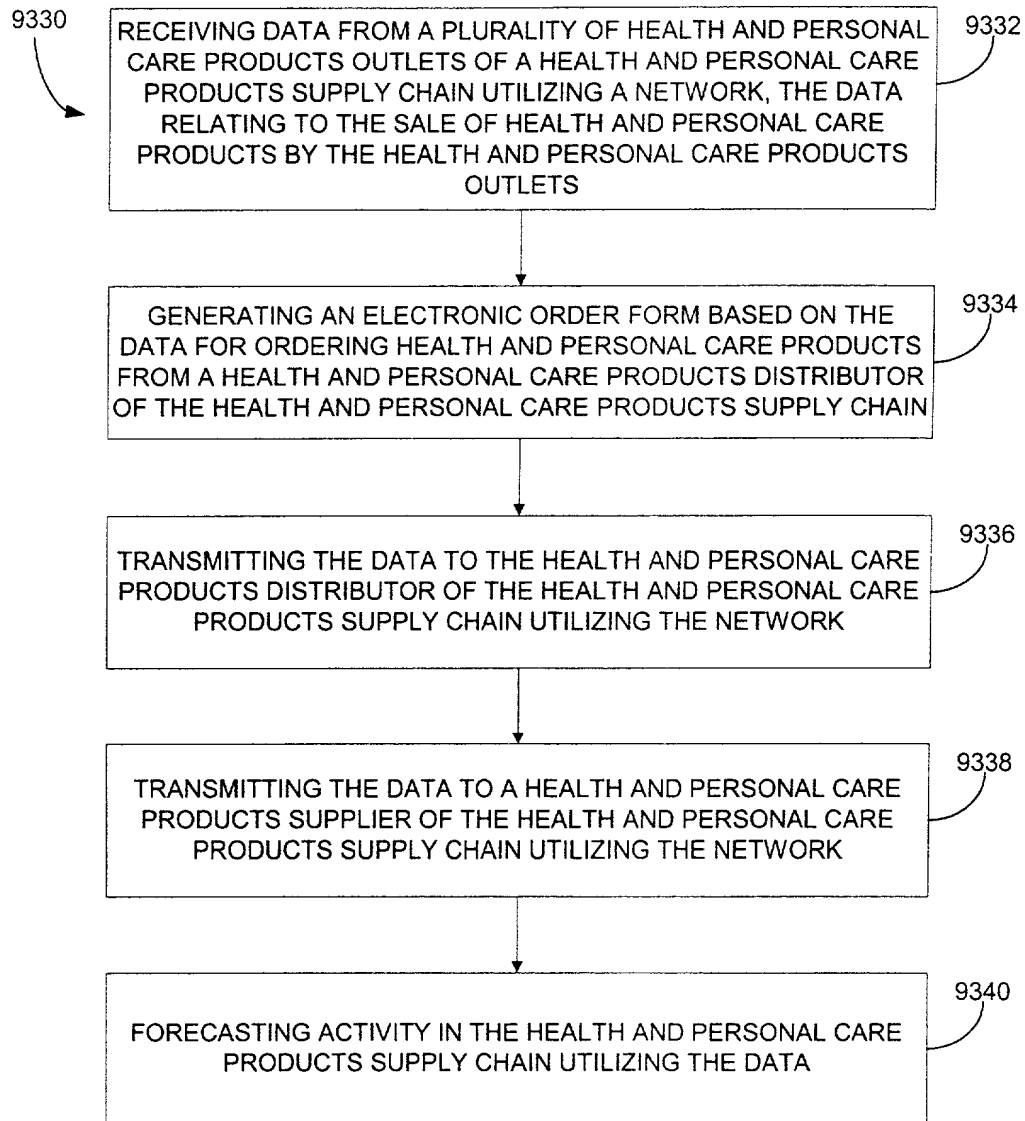 9330
RECEIVING DATA FROM A PLURALITY OF HEALTH AND PERSONAL
CARE PRODUCTS OUTLETS OF A HEALTH AND PERSONAL CARE
PRODUCTS SUPPLY CHAIN UTILIZING A NETWORK, THE DATA
RELATING TO THE SALE OF HEALTH AND PERSONAL CARE
PRODUCTS BY THE HEALTH AND PERSONAL CARE PRODUCTS
OUTLETS
9332
GENERATING AN ELECTRONIC ORDER FORM BASED ON THE
DATA FOR ORDERING HEALTH AND PERSONAL CARE PRODUCTS
FROM A HEALTH AND PERSONAL CARE PRODUCTS DISTRIBUTOR
OF THE HEALTH AND PERSONAL CARE PRODUCTS SUPPLY CHAIN
9334
TRANSMITTING THE DATA TO THE HEALTH AND PERSONAL CARE
PRODUCTS DISTRIBUTOR OF THE HEALTH AND PERSONAL CARE
PRODUCTS SUPPLY CHAIN UTILIZING THE NETWORK
9336
TRANSMITTING THE DATA TO A HEALTH AND PERSONAL CARE
PRODUCTS SUPPLIER OF THE HEALTH AND PERSONAL CARE
PRODUCTS SUPPLY CHAIN UTILIZING THE NETWORK
9338
FORECASTING ACTIVITY IN THE HEALTH AND PERSONAL CARE
PRODUCTS SUPPLY CHAIN UTILIZING THE DATA
9340